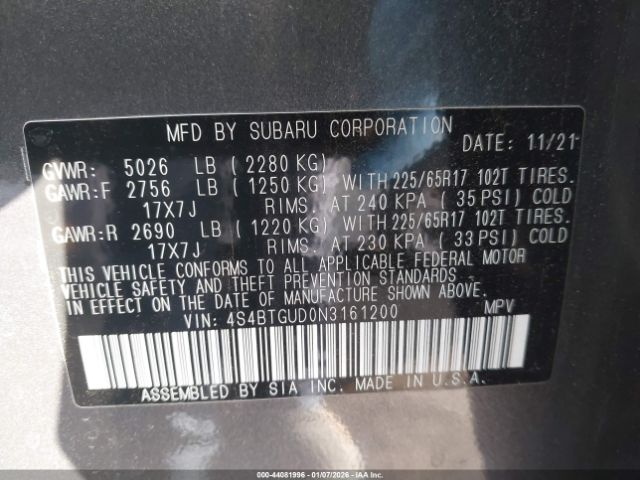 MFD BY SUBARU CORPORATION DATE: 11/21
GVWR: 5026 LB (2280 KG)
GAWR:F 2756 LB (1250 KG) WITH 225/65R17 102T TIRES.
17X7J RIMS. AT 240 KPA (35 PSI) COLD
GAWR:R 2690 LB (1220 KG) WITH 225/65R17 102T TIRES.
17X7J RIMS. AT 230 KPA (33 PSI) COLD
THIS VEHICLE CONFORMS TO ALL APPLICABLE FEDERAL MOTOR
VEHICLE SAFETY AND THEFT PREVENTION STANDARDS
IN EFFECT ON THE DATE OF MANUFACTURE SHOWN ABOVE.
VIN: 4S4BTGUD0N3161200 MPV
ASSEMBLED BY SIA INC. MADE IN U.S.A.
000-44081996 - 01/07/2026 - IAAI.CA